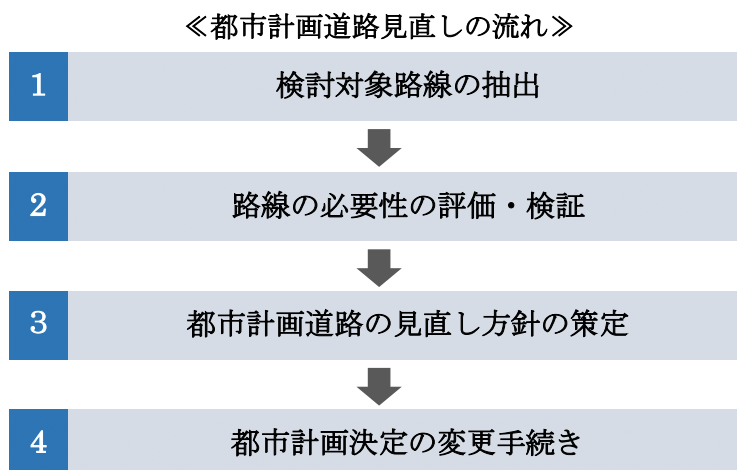 ≪都市計画道路見直しの流れ≫
1 検討対象路線の抽出
2 路線の必要性の評価・検証
3 都市計画道路の見直し方針の策定
4 都市計画決定の変更手続き